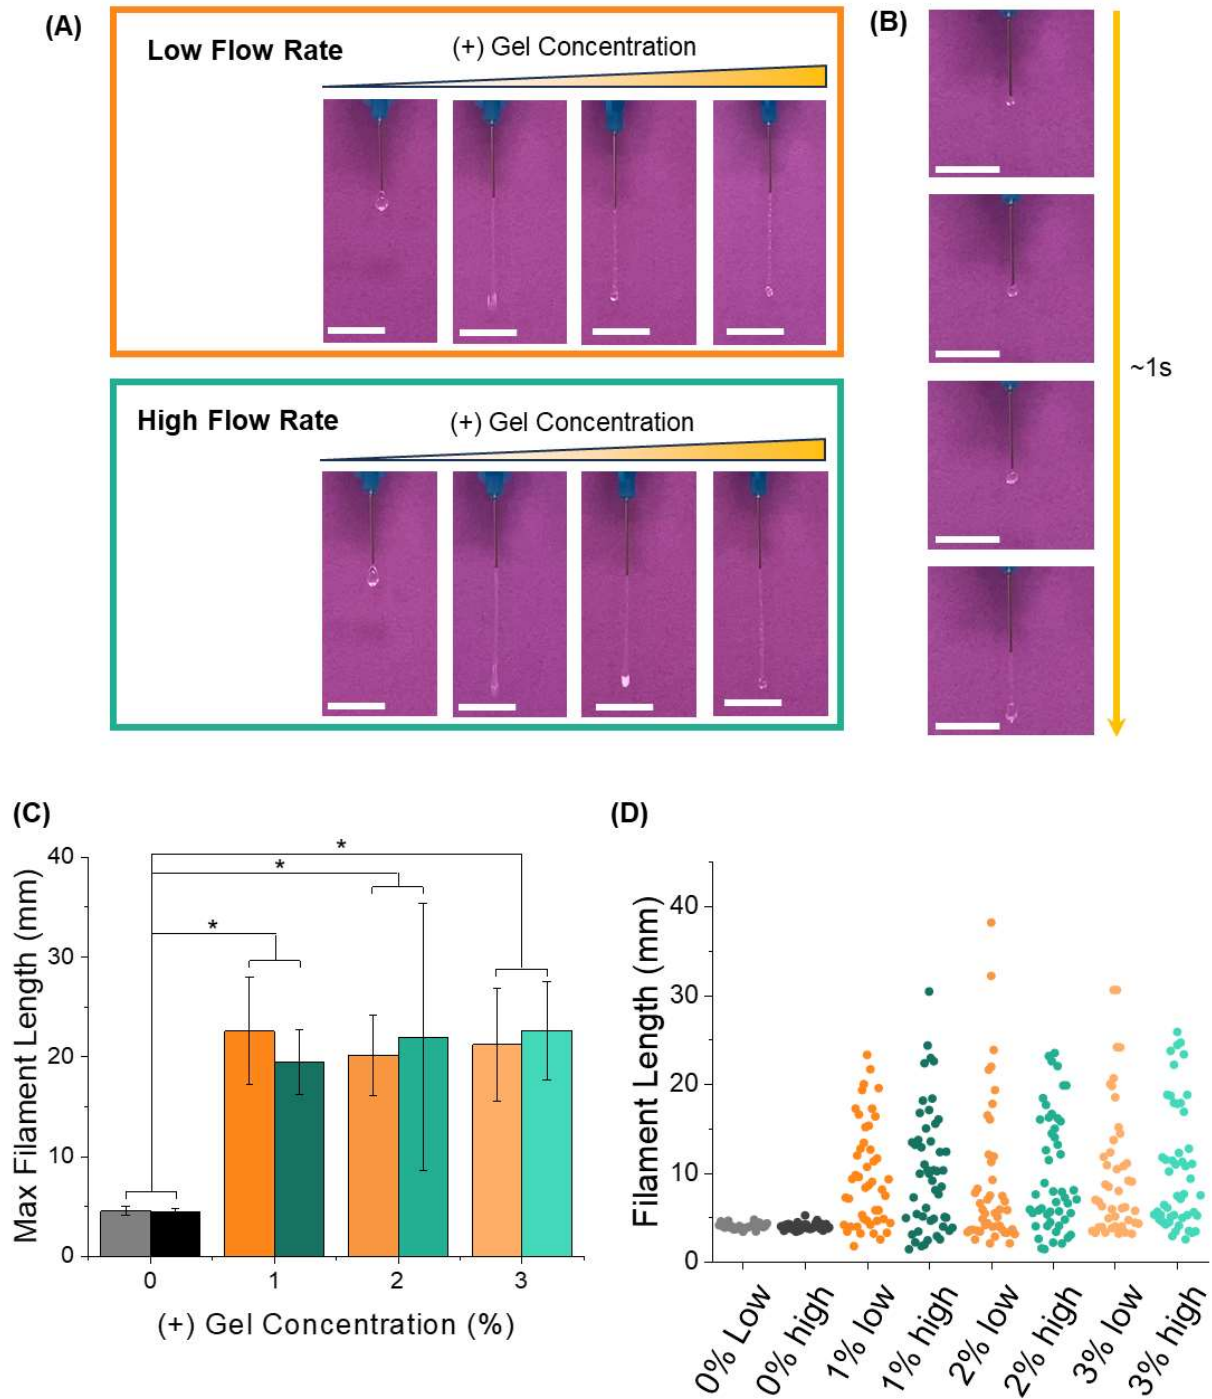 (A)
Low Flow Rate
(+) Gel Concentration
High Flow Rate
(+) Gel Concentration
(B)
~1s
(C)
Max Filament Length (mm)
40
30
20
10
0
*
*
*
0 1 2 3
(+) Gel Concentration (%)
(D)
Filament Length (mm)
40
30
20
10
0
0% Low
0% high
1% low
1% high
2% low
2% high
3% low
3% high